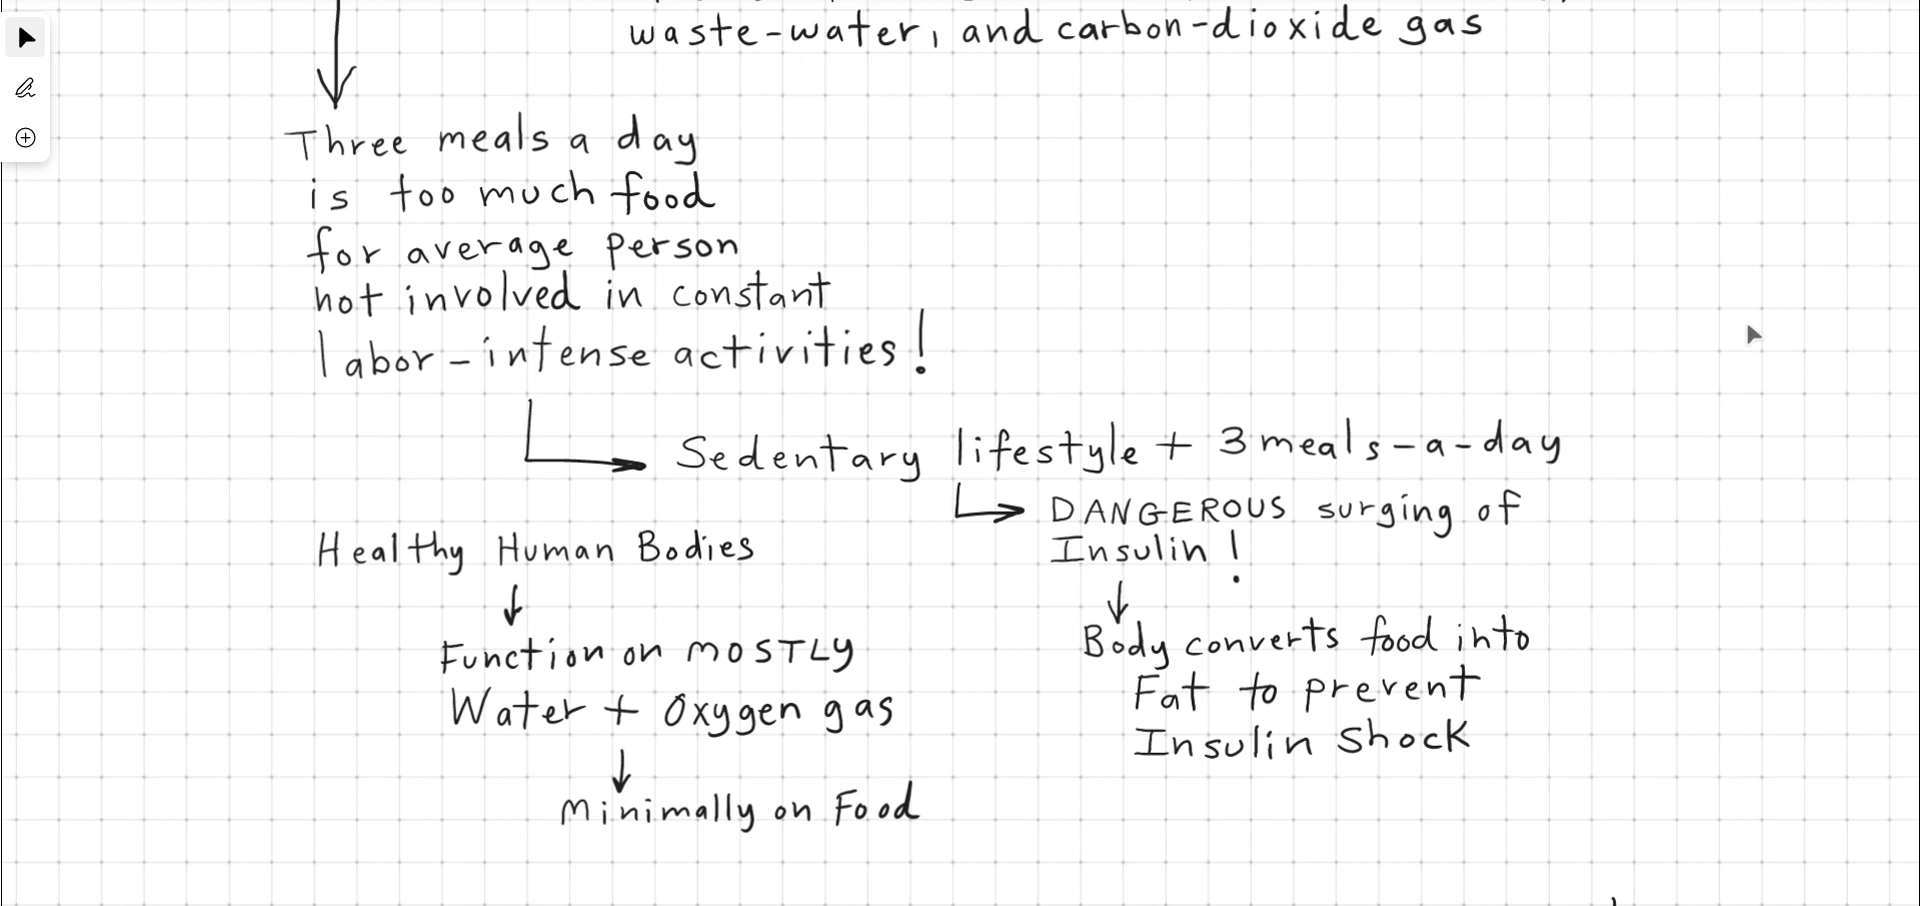 waste-water, and carbon-dioxide gas
Three meals a day
is too much food
for average person
not involved in constant
labor-intense activities!
Sedentary lifestyle + 3 meals-a-day
DANGEROUS surging of
Insulin!
Body converts food into
Fat to prevent
Insulin Shock
Healthy Human Bodies
Function on MOSTLY
Water + Oxygen gas
Minimally on Food